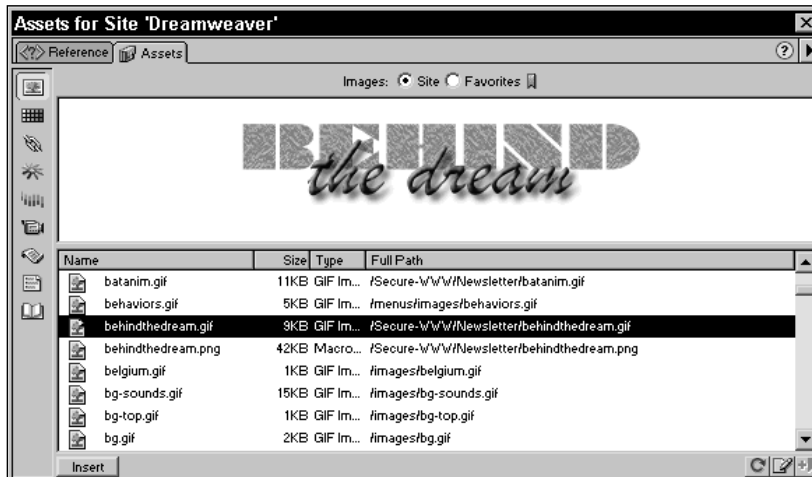 Assets for Site 'Dreamweaver'
<?> Reference Assets ?
Images: Site Favorites
BEHIND
the dream
Name Size Type Full Path
batanim.gif 11KB GIF Im... /Secure-WWW/Newsletter/batanim.gif
behaviors.gif 5KB GIF Im... /menus/images/behaviors.gif
behindthedream.gif 9KB GIF Im... /Secure-WWW/Newsletter/behindthedream.gif
behindthedream.png 42KB Macro... /Secure-WWW/Newsletter/behindthedream.png
belgium.gif 1KB GIF Im... /images/belgium.gif
bg-sounds.gif 15KB GIF Im... /images/bg-sounds.gif
bg-top.gif 1KB GIF Im... /images/bg-top.gif
bg.gif 2KB GIF Im... /images/bg.gif
Insert